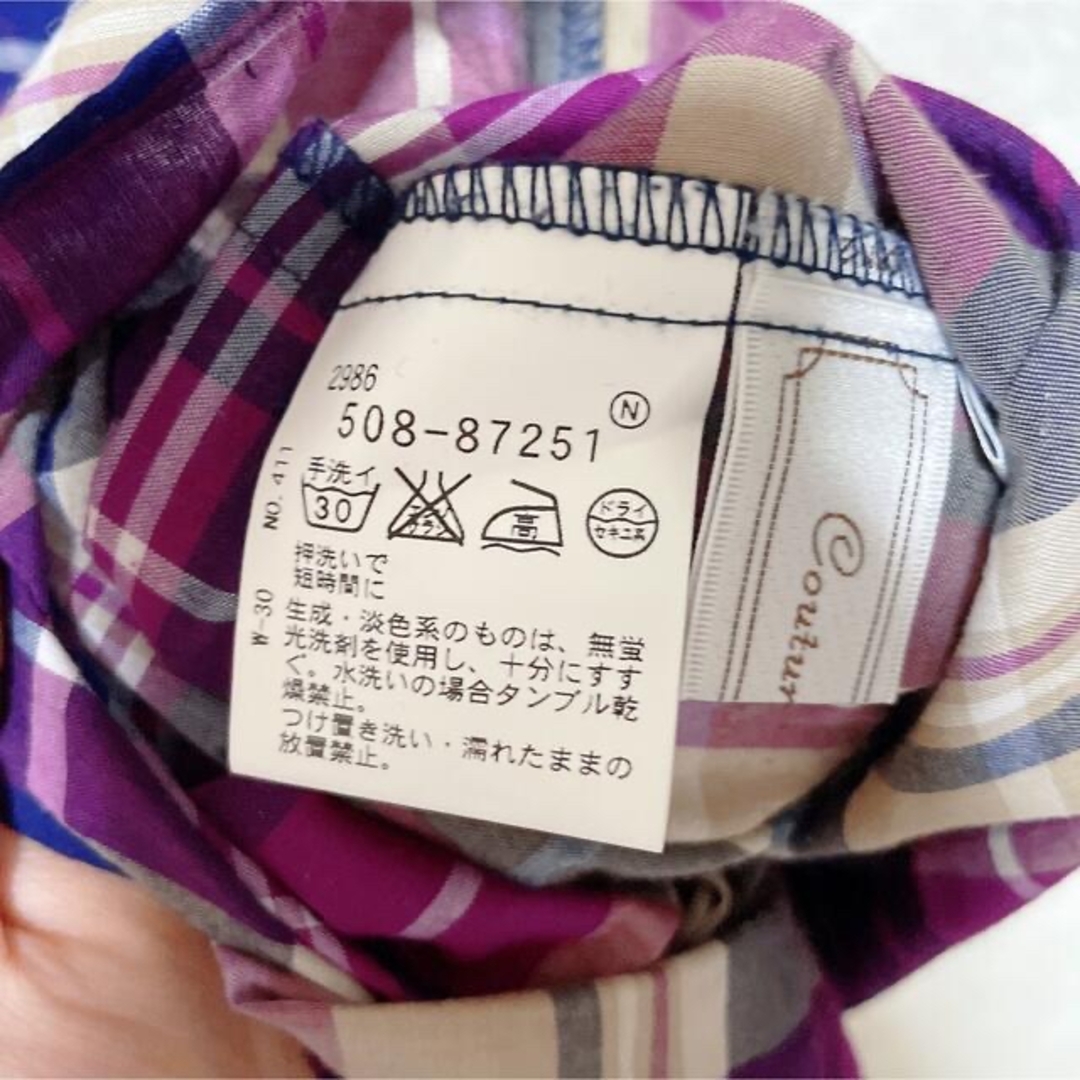 2986
508-87251 N
手洗イ
30
高
ドライ
セキユ系
押洗いで
短時間に
生成・淡色系のものは、無蛍
光洗剤を使用し、十分にすす
ぐ。水洗いの場合タンブル乾
燥禁止。
つけ置き洗い・濡れたままの
放置禁止。
NO.411
W-30
Coutur